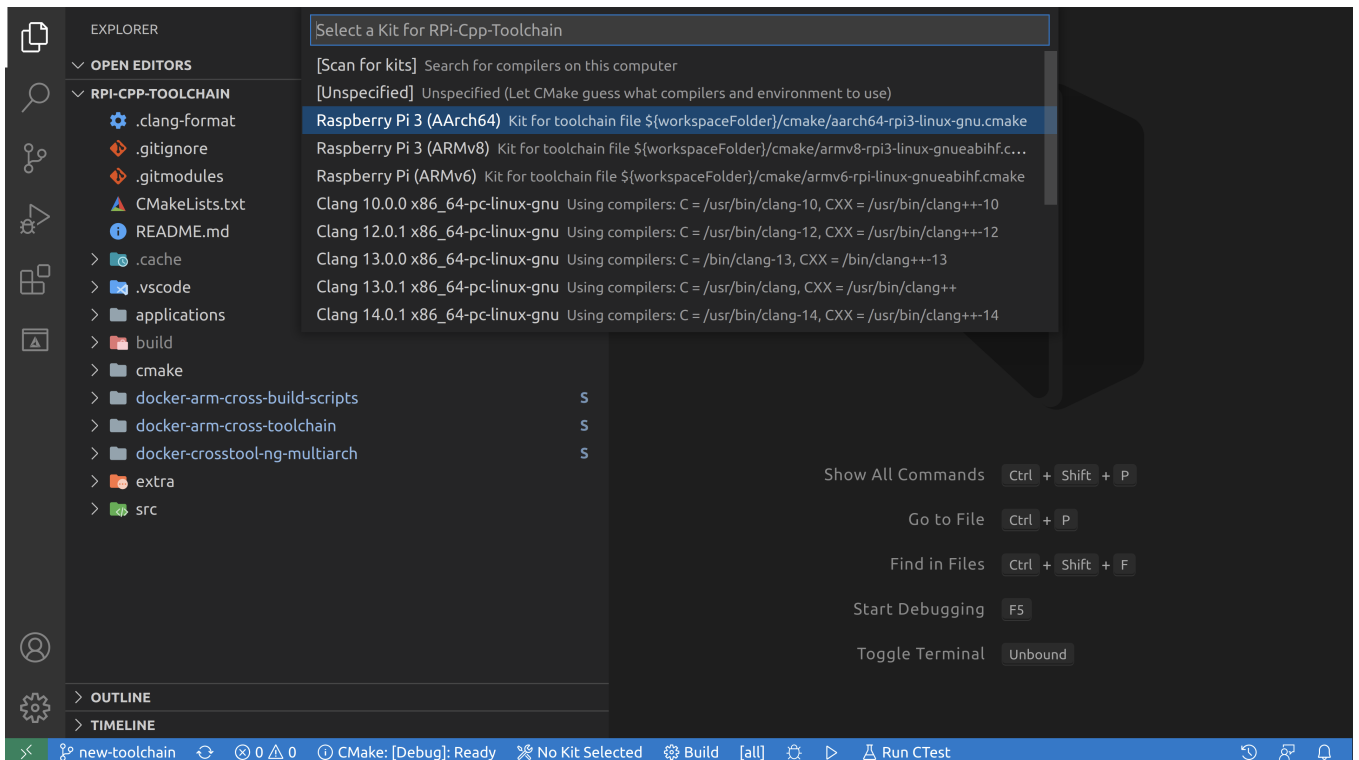 EXPLORER
OPEN EDITORS
RPI-CPP-TOOLCHAIN
.clang-format
.gitignore
.gitmodules
CMakeLists.txt
README.md
.cache
.vscode
applications
build
cmake
docker-arm-cross-build-scripts S
docker-arm-cross-toolchain S
docker-crosstool-ng-multiarch S
extra
src
OUTLINE
TIMELINE
Select a Kit for RPi-Cpp-Toolchain
[Scan for kits] Search for compilers on this computer
[Unspecified] Unspecified (Let CMake guess what compilers and environment to use)
Raspberry Pi 3 (AArch64) Kit for toolchain file ${workspaceFolder}/cmake/aarch64-rpi3-linux-gnu.cmake
Raspberry Pi 3 (ARMv8) Kit for toolchain file ${workspaceFolder}/cmake/armv8-rpi3-linux-gnueabihf.c...
Raspberry Pi (ARMv6) Kit for toolchain file ${workspaceFolder}/cmake/armv6-rpi-linux-gnueabihf.cmake
Clang 10.0.0 x86_64-pc-linux-gnu Using compilers: C = /usr/bin/clang-10, CXX = /usr/bin/clang++-10
Clang 12.0.1 x86_64-pc-linux-gnu Using compilers: C = /usr/bin/clang-12, CXX = /usr/bin/clang++-12
Clang 13.0.0 x86_64-pc-linux-gnu Using compilers: C = /bin/clang-13, CXX = /bin/clang++-13
Clang 13.0.1 x86_64-pc-linux-gnu Using compilers: C = /usr/bin/clang, CXX = /usr/bin/clang++
Clang 14.0.1 x86_64-pc-linux-gnu Using compilers: C = /usr/bin/clang-14, CXX = /usr/bin/clang++-14
Show All Commands Ctrl + Shift + P
Go to File Ctrl + P
Find in Files Ctrl + Shift + F
Start Debugging F5
Toggle Terminal Unbound
new-toolchain 0 0 CMake: [Debug]: Ready No Kit Selected Build [all] Run CTest